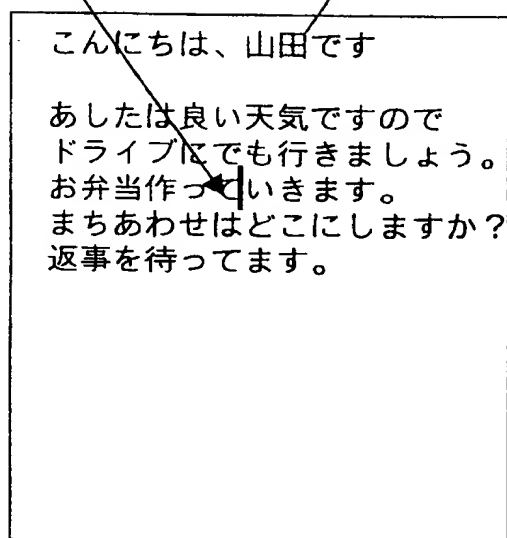 こんにちは、山田です
あしたは良い天気ですので
ドライブにでも行きましょう。
お弁当作っていきます。
まちあわせはどこにしますか？
返事を待ってます。